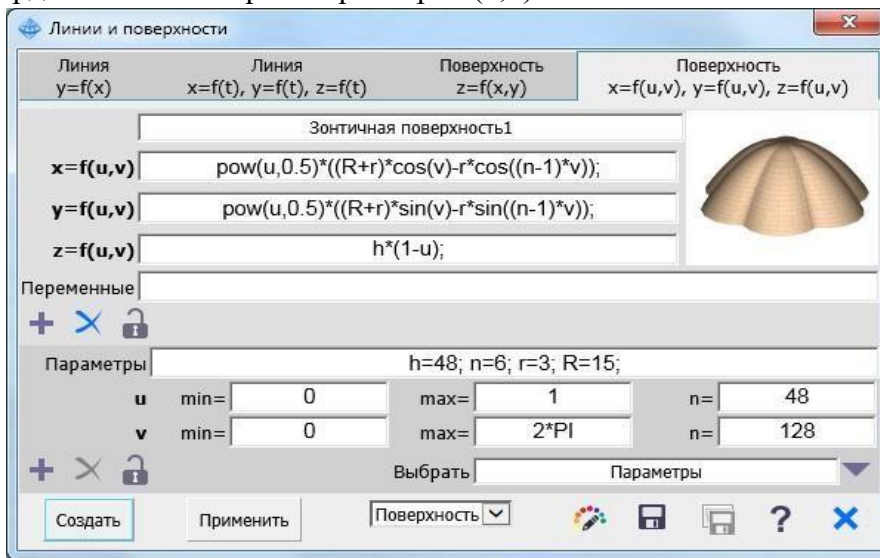 Линии и поверхности
Линия
y=f(x)
Линия
x=f(t), y=f(t), z=f(t)
Поверхность
z=f(x,y)
Поверхность
x=f(u,v), y=f(u,v), z=f(u,v)
Зонтичная поверхность1
x=f(u,v) pow(u,0.5)*((R+r)*cos(v)-r*cos((n-1)*v));
y=f(u,v) pow(u,0.5)*((R+r)*sin(v)-r*sin((n-1)*v));
z=f(u,v) h*(1-u);
Переменные
Параметры h=48; n=6; r=3; R=15;
u min= 0 max= 1 n= 48
v min= 0 max= 2*PI n= 128
Выбрать Параметры
Создать Применить Поверхность ?